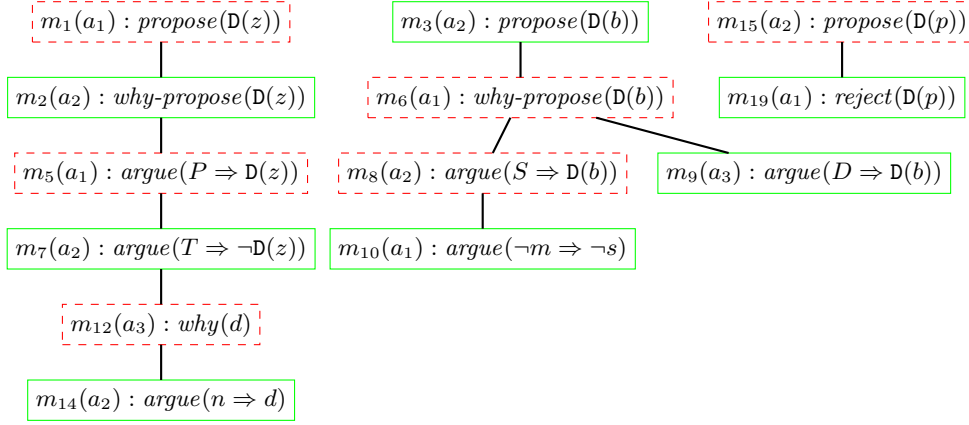 m₁(a₁) : propose(D(z))
m₂(a₂) : why-propose(D(z))
m₅(a₁) : argue(P ⇒ D(z))
m₇(a₂) : argue(T ⇒ ¬D(z))
m₁₂(a₃) : why(d)
m₁₄(a₂) : argue(n ⇒ d)
m₃(a₂) : propose(D(b))
m₆(a₁) : why-propose(D(b))
m₈(a₂) : argue(S ⇒ D(b))
m₉(a₃) : argue(D ⇒ D(b))
m₁₀(a₁) : argue(¬m ⇒ ¬s)
m₁₅(a₂) : propose(D(p))
m₁₉(a₁) : reject(D(p))